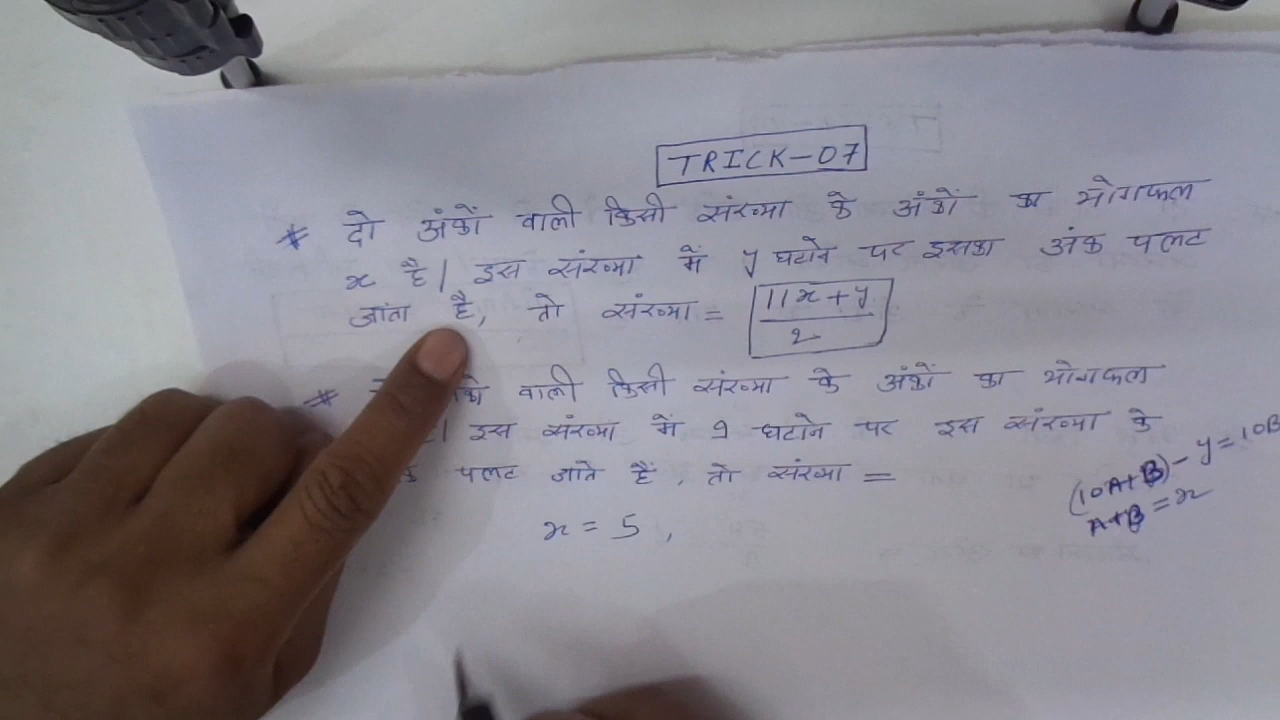 TRICK-07
* दो अंकों वाली किसी संख्या के अंकों का योगफल
x है। इस संख्या में y घटाने पर इसका अंक पलट
जाता है, तो संख्या = 11x + y / 2
* वाली किसी संख्या के अंकों का योगफल
इस संख्या में 9 घटाने पर इस संख्या के
पलट जाते हैं, तो संख्या =
(10A+B) - y = 10B
A+B = x
x = 5,